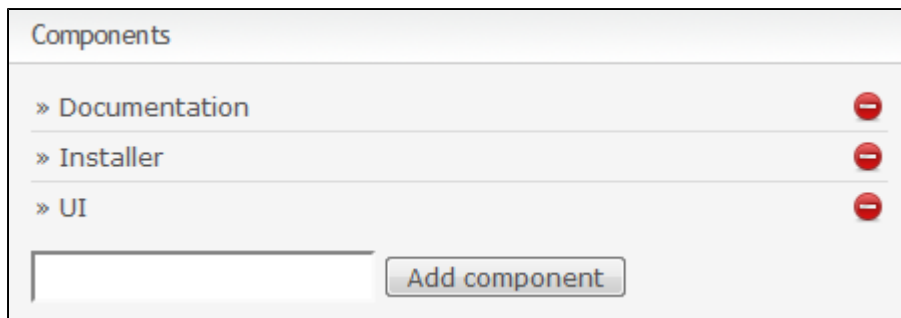 Components
» Documentation
» Installer
» UI
Add component